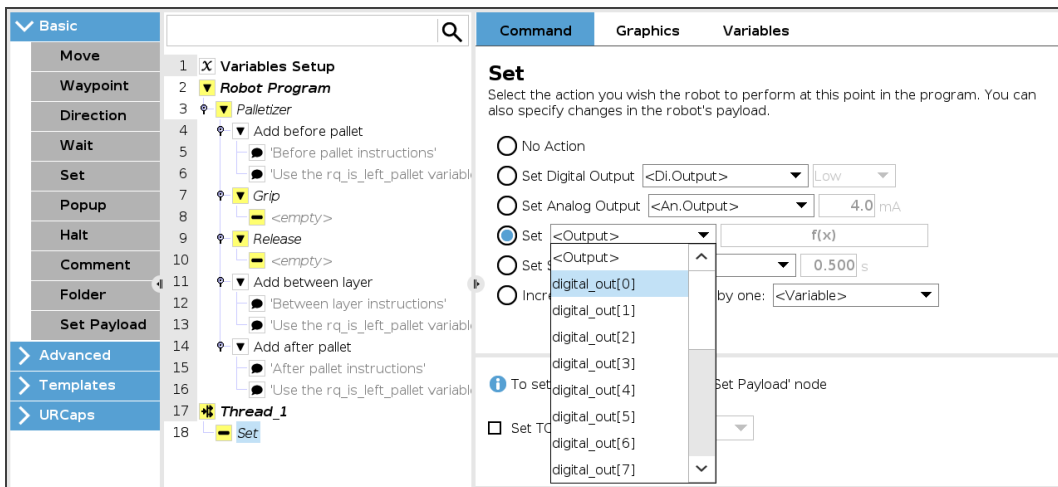 Basic
Move
Waypoint
Direction
Wait
Set
Popup
Halt
Comment
Folder
Set Payload
Advanced
Templates
URCaps
1 X Variables Setup
2 Robot Program
3 Palletizer
4 Add before pallet
5 'Before pallet instructions'
6 'Use the rq_is_left_pallet variabl
7 Grip
8 <empty>
9 Release
10 <empty>
11 Add between layer
12 'Between layer instructions'
13 'Use the rq_is_left_pallet variabl
14 Add after pallet
15 'After pallet instructions'
16 'Use the rq_is_left_pallet variabl
17 Thread_1
18 Set
Command Graphics Variables
Set
Select the action you wish the robot to perform at this point in the program. You can
also specify changes in the robot's payload.
No Action
Set Digital Output <Di.Output> Low
Set Analog Output <An.Output> 4.0 mA
Set <Output> f(x)
<Output>
digital_out[0]
digital_out[1]
digital_out[2]
digital_out[3]
digital_out[4]
digital_out[5]
digital_out[6]
digital_out[7]
Set S 0.500 s
Incre by one: <Variable>
To set Set Payload' node
Set TC